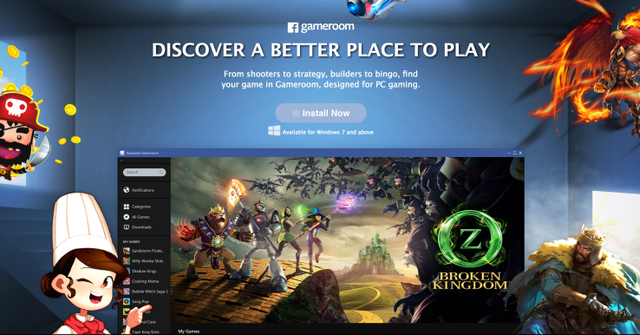 gameroom
DISCOVER A BETTER PLACE TO PLAY
From shooters to strategy, builders to bingo, find
your game in Gameroom, designed for PC gaming.
Install Now
Available for Windows 7 and above
Facebook Gameroom
Search
Notifications
Categories
All Games
Downloads
MY GAMES
Sandstorm Pirate...
Willy Wonka Slots
Shadow Kings
Cooking Mama
Bubble Witch Saga 2
Song Pop
Z
BROKEN
KINGDOM
My Games